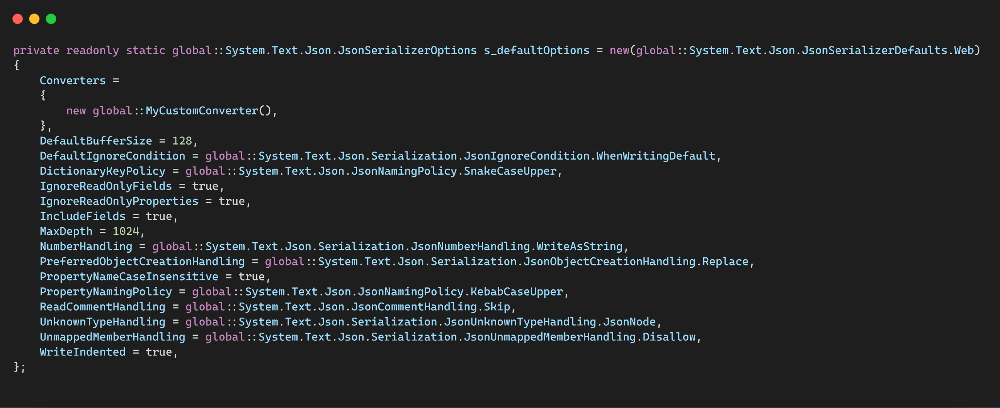 private readonly static global::System.Text.Json.JsonSerializerOptions s_defaultOptions = new(global::System.Text.Json.JsonSerializerDefaults.Web)
{
    Converters =
    {
        new global::MyCustomConverter(),
    },
    DefaultBufferSize = 128,
    DefaultIgnoreCondition = global::System.Text.Json.Serialization.JsonIgnoreCondition.WhenWritingDefault,
    DictionaryKeyPolicy = global::System.Text.Json.JsonNamingPolicy.SnakeCaseUpper,
    IgnoreReadOnlyFields = true,
    IgnoreReadOnlyProperties = true,
    IncludeFields = true,
    MaxDepth = 1024,
    NumberHandling = global::System.Text.Json.Serialization.JsonNumberHandling.WriteAsString,
    PreferredObjectCreationHandling = global::System.Text.Json.Serialization.JsonObjectCreationHandling.Replace,
    PropertyNameCaseInsensitive = true,
    PropertyNamingPolicy = global::System.Text.Json.JsonNamingPolicy.KebabCaseUpper,
    ReadCommentHandling = global::System.Text.Json.JsonCommentHandling.Skip,
    UnknownTypeHandling = global::System.Text.Json.Serialization.JsonUnknownTypeHandling.JsonNode,
    UnmappedMemberHandling = global::System.Text.Json.Serialization.JsonUnmappedMemberHandling.Disallow,
    WriteIndented = true,
};